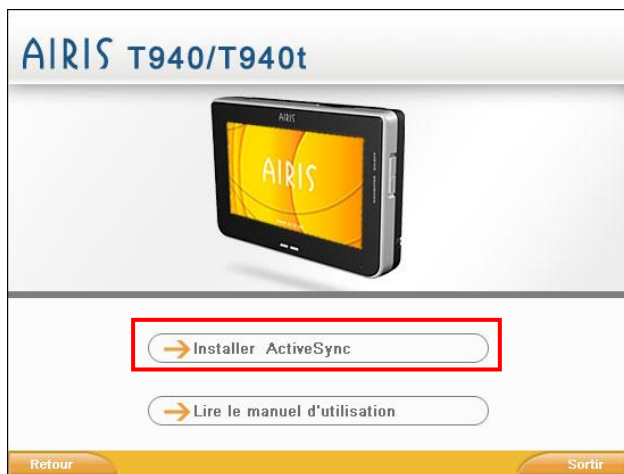 AIRIS T940/T940t
AIRIS
AIRIS
Installer ActiveSync
Lire le manuel d'utilisation
Retour
Sortir